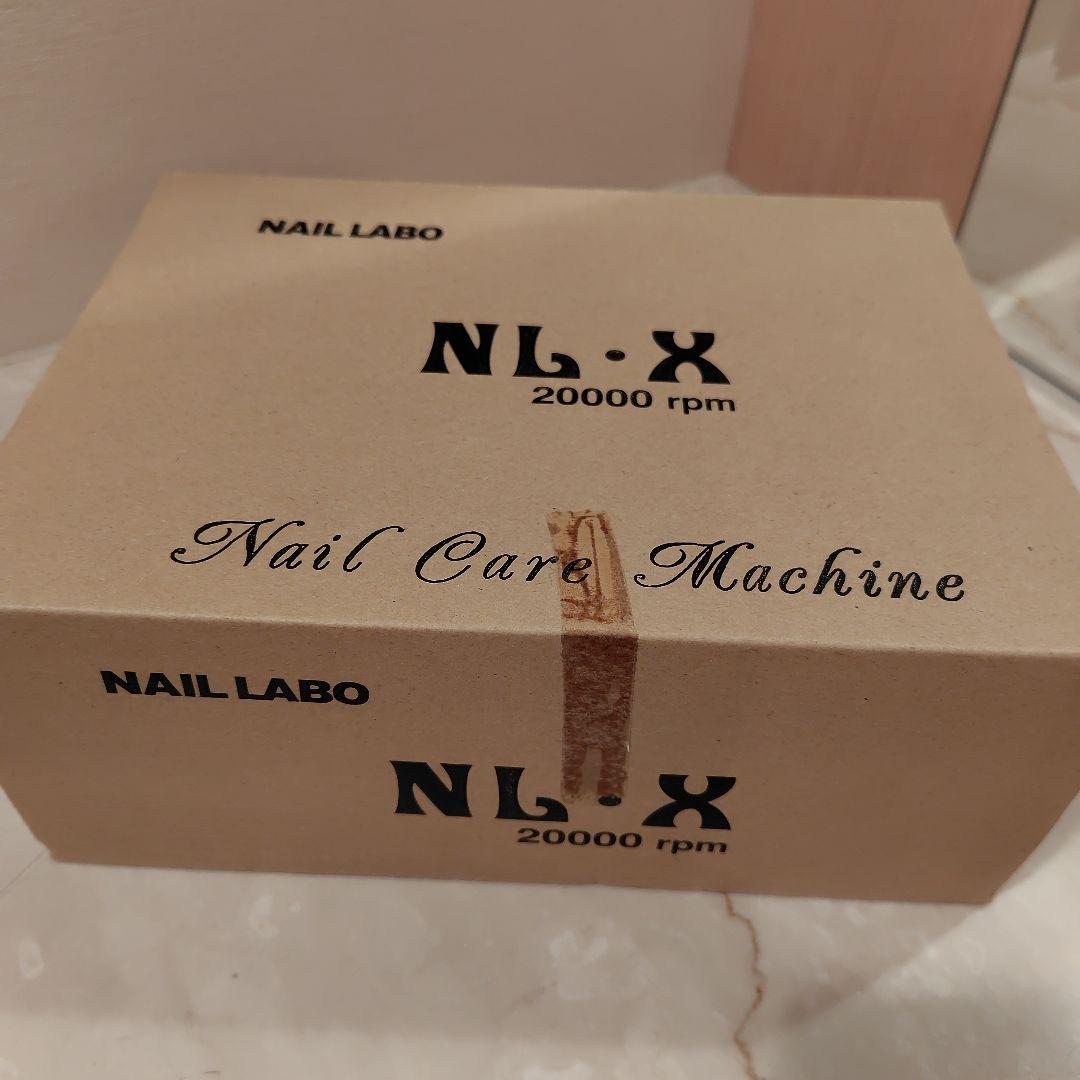 NAIL LABO
NL·X
20000 rpm
Nail Care Machine
NAIL LABO
NL·X
20000 rpm